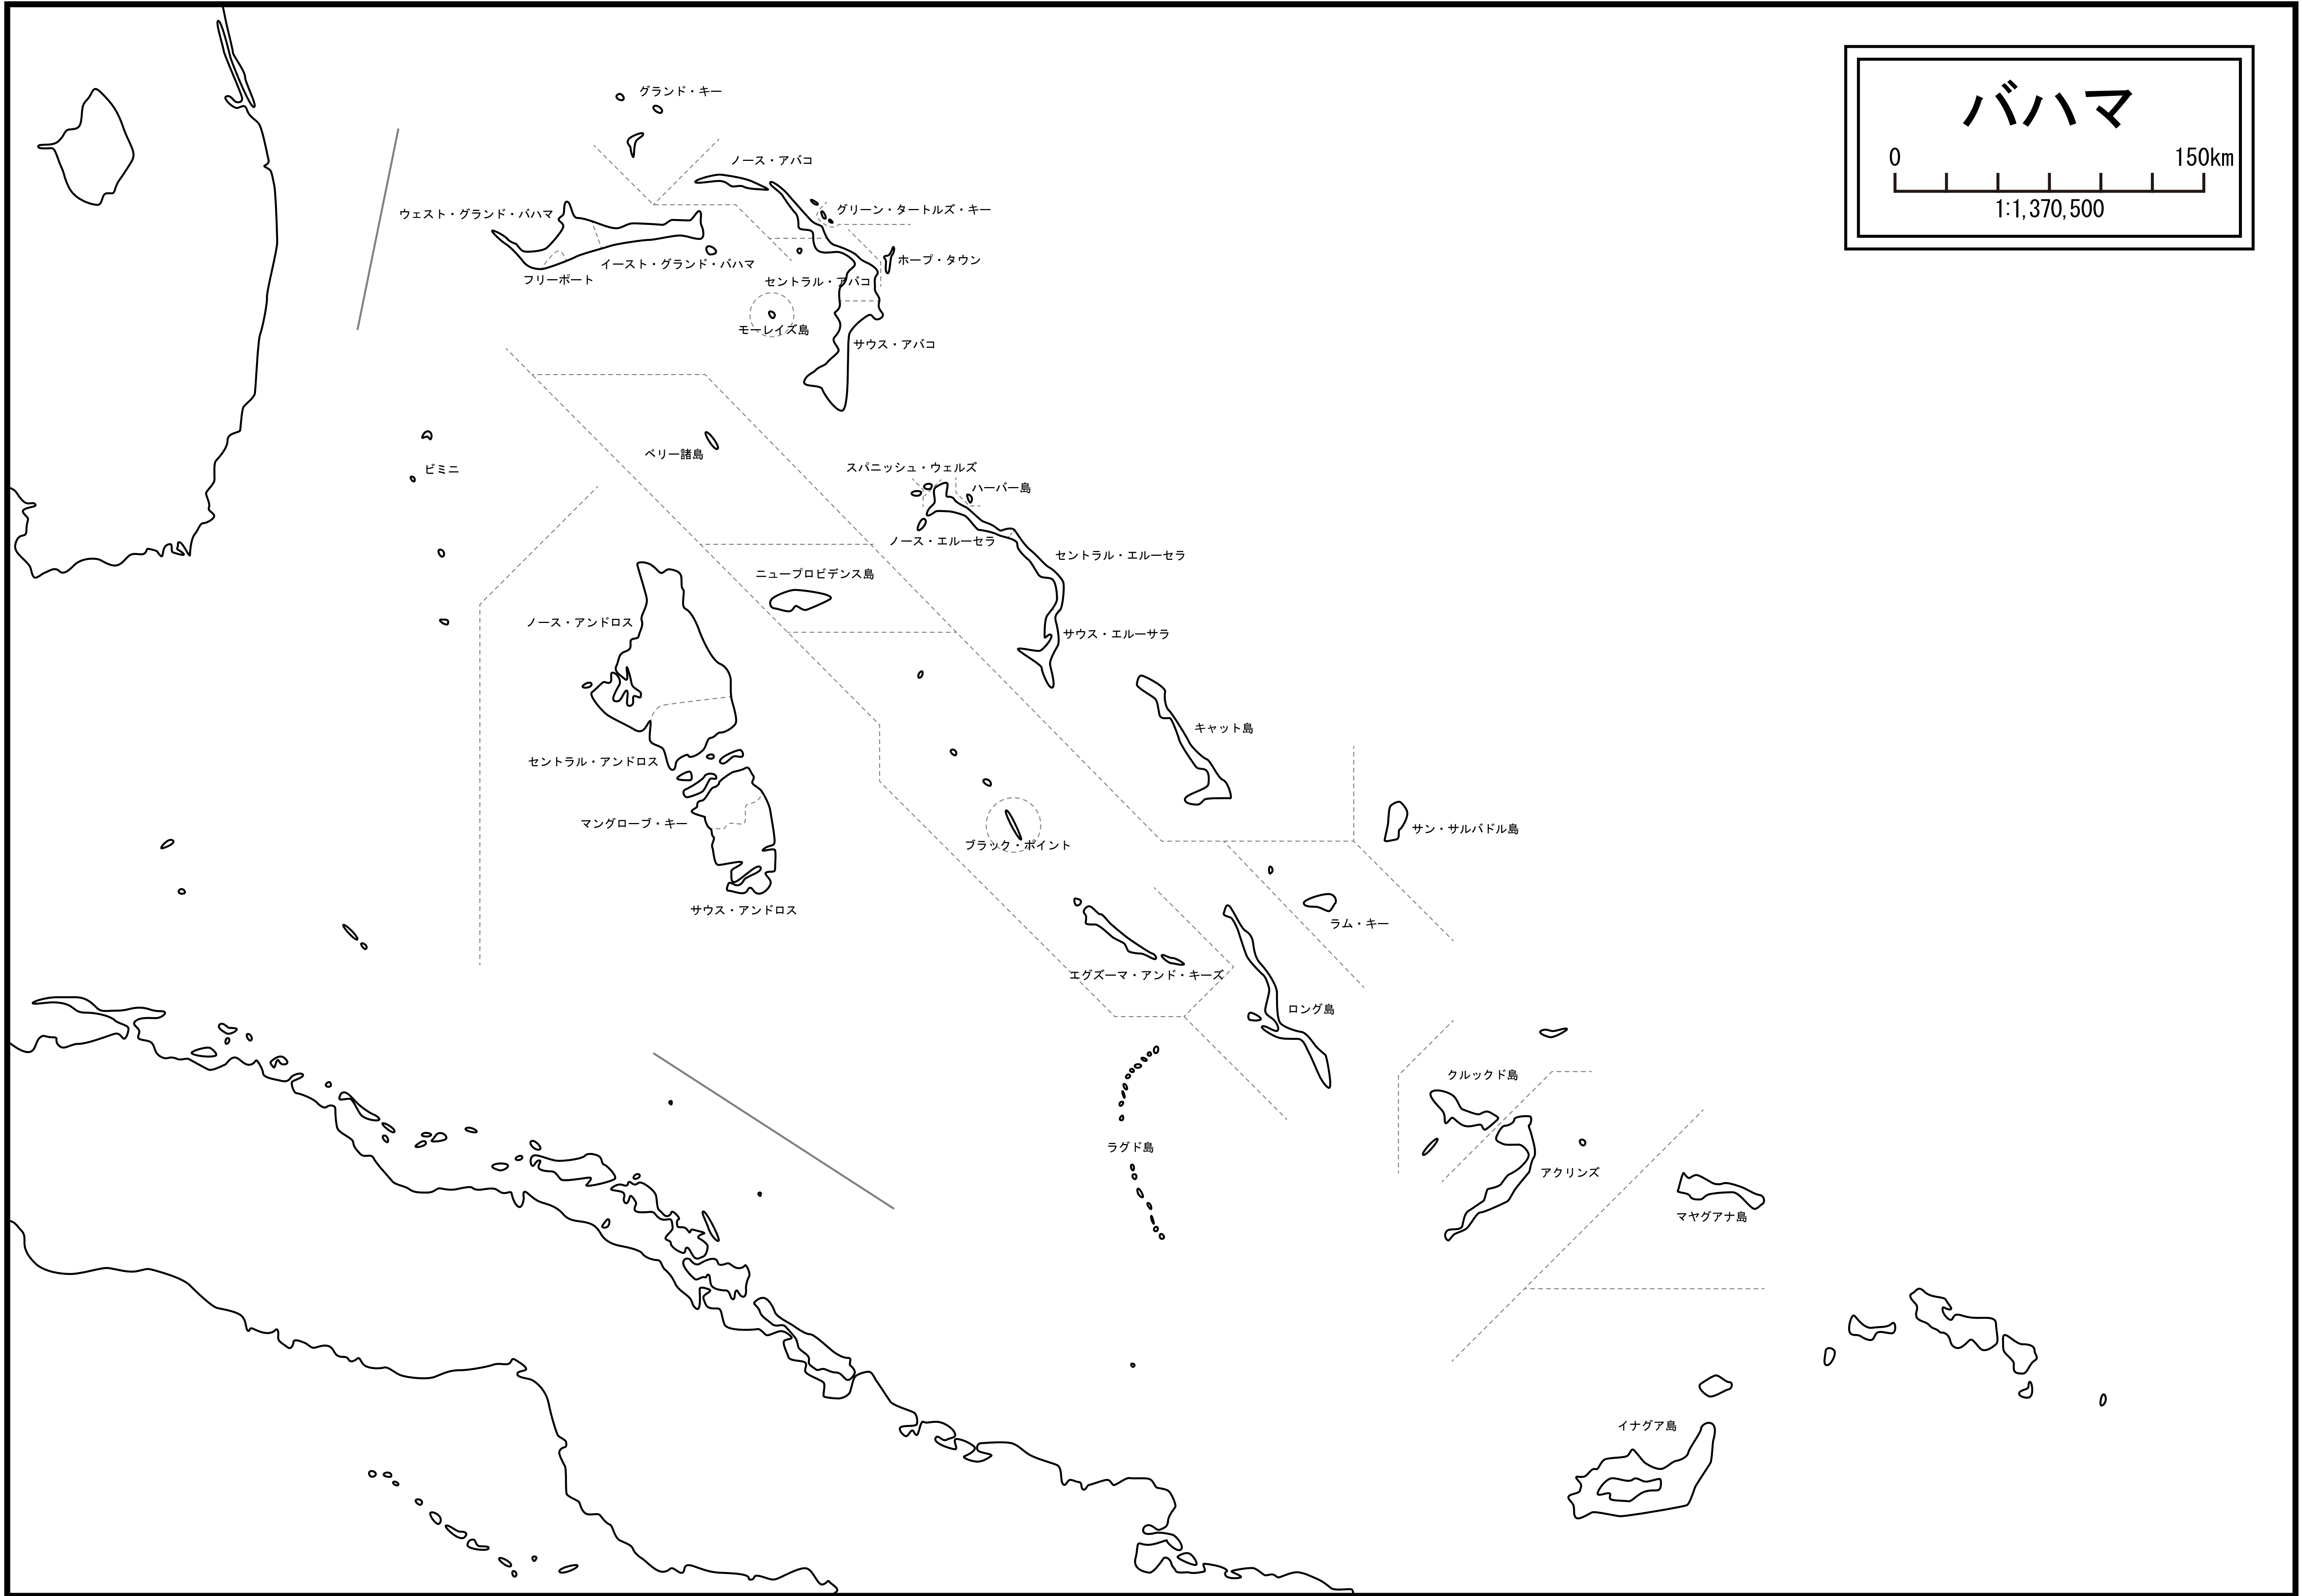 バハマ
0 150km
1:1,370,500
グランド・キー
ノース・アバコ
グリーン・タートルズ・キー
ウェスト・グランド・バハマ
ホープ・タウン
イースト・グランド・バハマ
フリーポート
セントラル・アバコ
モーレイズ島
サウス・アバコ
ベリー諸島
ビミニ
スパニッシュ・ウェルズ
ハーバー島
ノース・エルーセラ
セントラル・エルーセラ
ニュープロビデンス島
ノース・アンドロス
サウス・エルーサラ
キャット島
セントラル・アンドロス
マングローブ・キー
サン・サルバドル島
ブラック・ポイント
サウス・アンドロス
ラム・キー
エグズーマ・アンド・キーズ
ロング島
クルックド島
ラグド島
アクリンズ
マヤグアナ島
イナグア島